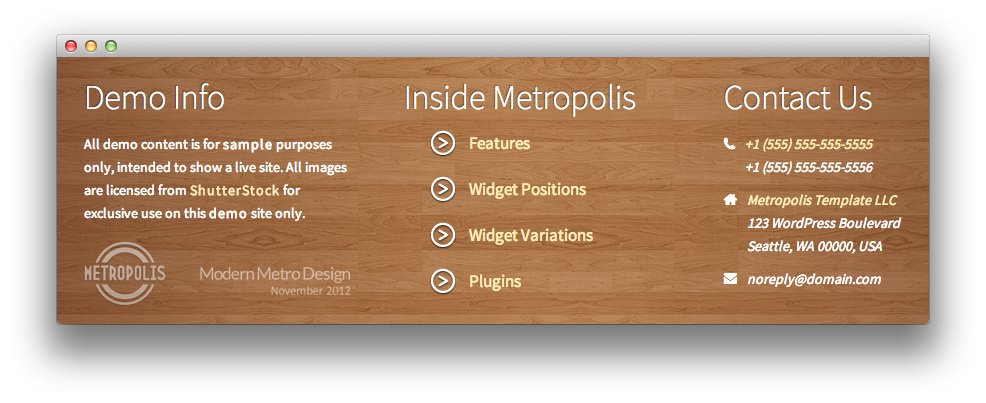 Demo Info
All demo content is for sample purposes
only, intended to show a live site. All images
are licensed from ShutterStock for
exclusive use on this demo site only.
METROPOLIS
Modern Metro Design
November 2012
Inside Metropolis
Features
Widget Positions
Widget Variations
Plugins
Contact Us
+1 (555) 555-555-5555
+1 (555) 555-555-5556
Metropolis Template LLC
123 WordPress Boulevard
Seattle, WA 00000, USA
noreply@domain.com